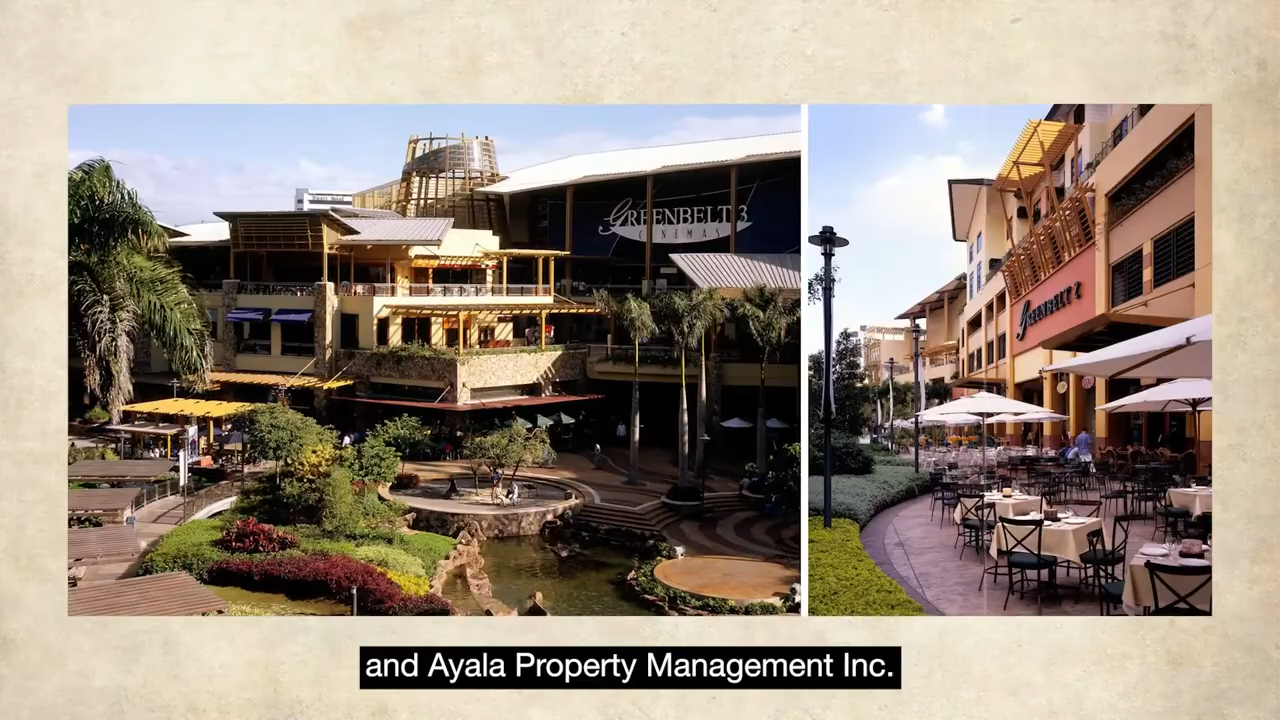 GREENBELT 3
CINEMAS
GREENBELT 2
and Ayala Property Management Inc.